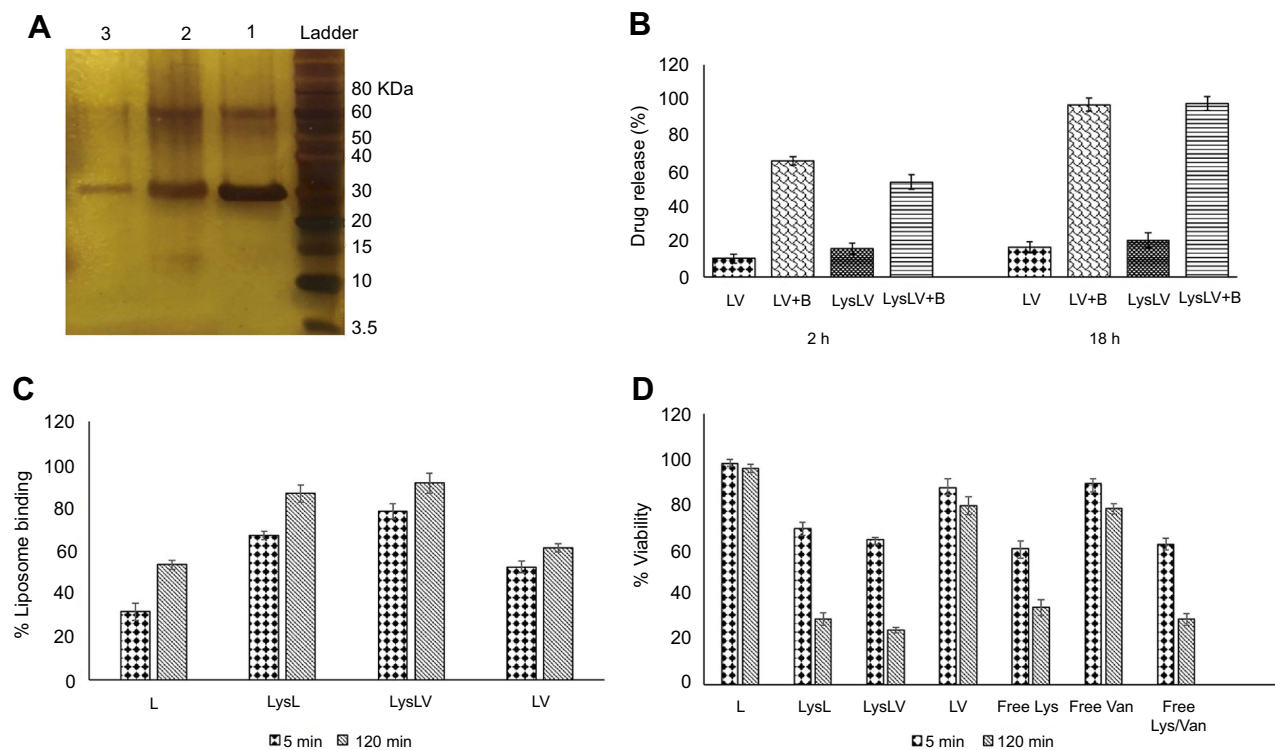 A
3 2 1 Ladder
80 KDa
60
50
40
30
20
15
10
3.5
B
Drug release (%)
120
100
80
60
40
20
0
LV LV+B LysLV LysLV+B LV LV+B LysLV LysLV+B
2 h 18 h
C
% Liposome binding
120
100
80
60
40
20
0
L LysL LysLV LV
5 min 120 min
D
% Viability
120
100
80
60
40
20
0
L LysL LysLV LV Free Lys Free Van Free
Lys/Van
5 min 120 min